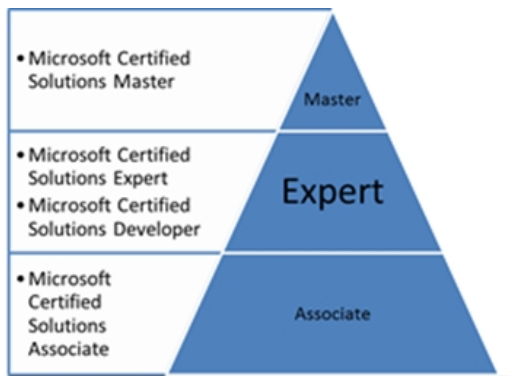 • Microsoft Certified
Solutions Master
Master
• Microsoft Certified
Solutions Expert
• Microsoft Certified
Solutions Developer
Expert
• Microsoft
Certified
Solutions
Associate
Associate